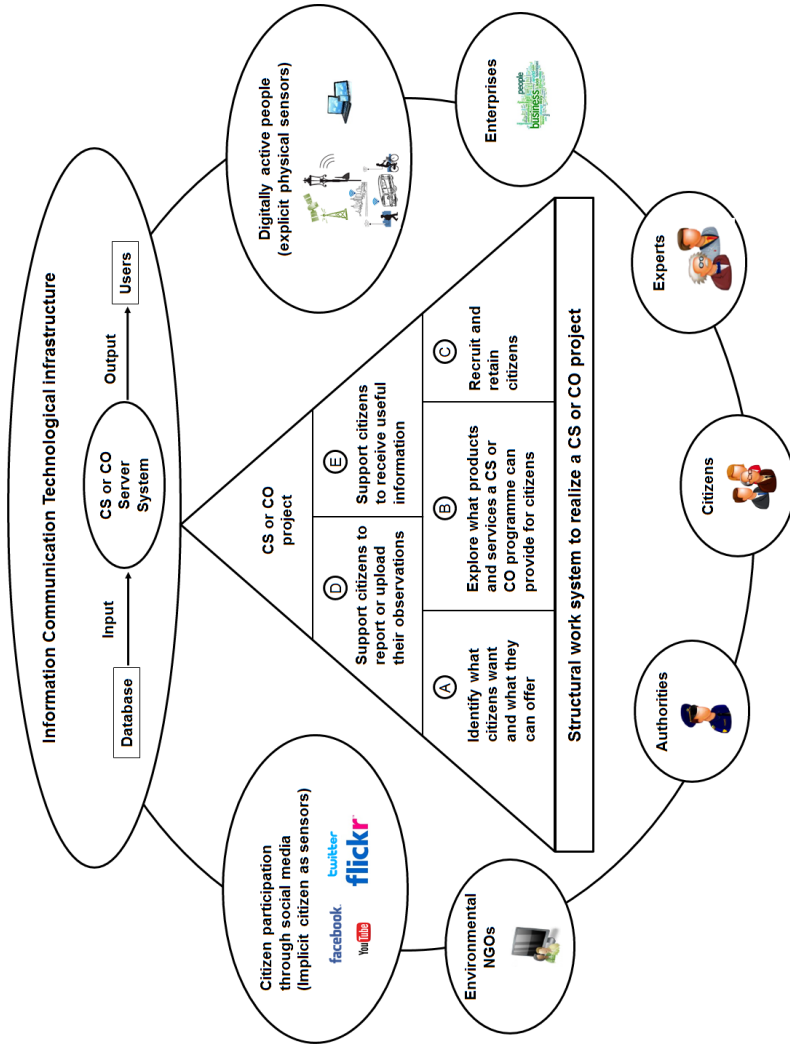 Information Communication Technological infrastructure
Database
Input
CS or CO
Server
System
Output
Users
Citizen participation
through social media
(Implicit citizen as sensors)
facebook
twitter
YouTube
flickr
Digitally active people
(explicit physical sensors)
CS or CO
project
D
Support citizens to
report or upload
their observations
E
Support citizens
to receive useful
information
A
Identify what
citizens want
and what they
can offer
B
Explore what products
and services a CS or
CO programme can
provide for citizens
C
Recruit and
retain
citizens
Structural work system to realize a CS or CO project
Environmental
NGOs
Authorities
Citizens
Experts
Enterprises
people
business